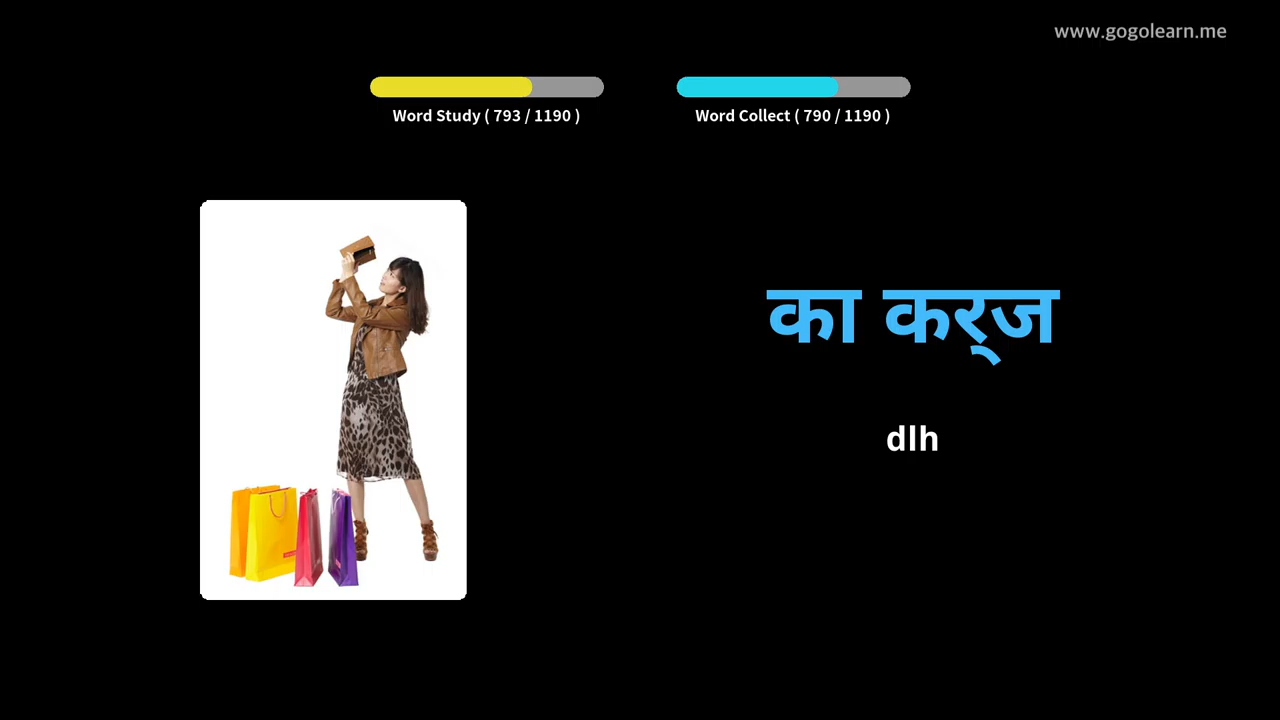 www.gogolearn.me
Word Study ( 793 / 1190 )
Word Collect ( 790 / 1190 )
का कर्‌ज
dlh